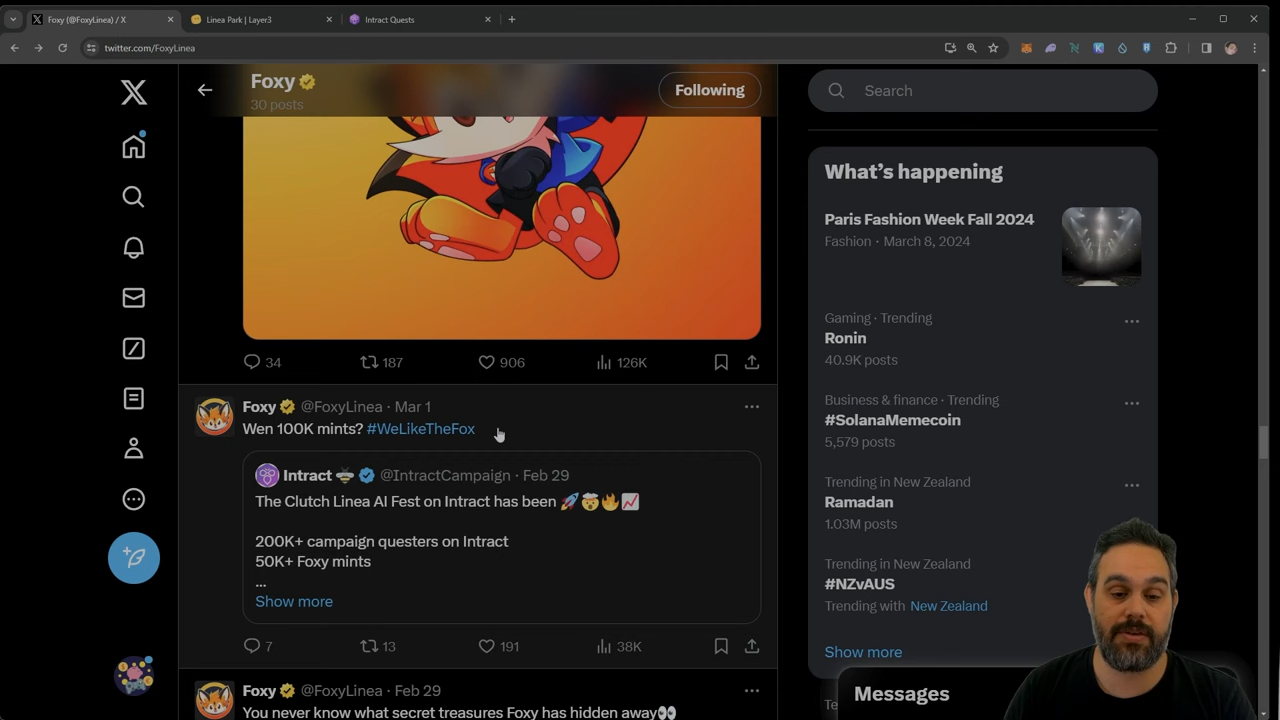 Foxy (@FoxyLinea) / X
Linea Park | Layer3
Intract Quests
twitter.com/FoxyLinea
Foxy
30 posts
Following
Search
What's happening
Paris Fashion Week Fall 2024
Fashion · March 8, 2024
Gaming · Trending
Ronin
40.9K posts
Business & finance · Trending
#SolanaMemecoin
5,579 posts
Trending in New Zealand
Ramadan
1.03M posts
Trending in New Zealand
#NZvAUS
Trending with New Zealand
Show more
Messages
34 187 906 126K
Foxy @FoxyLinea · Mar 1
Wen 100K mints? #WeLikeTheFox
Intract @IntractCampaign · Feb 29
The Clutch Linea AI Fest on Intract has been 🚀🤯🔥📈
200K+ campaign questers on Intract
50K+ Foxy mints
...
Show more
7 13 191 38K
Foxy @FoxyLinea · Feb 29
You never know what secret treasures Foxy has hidden away👀